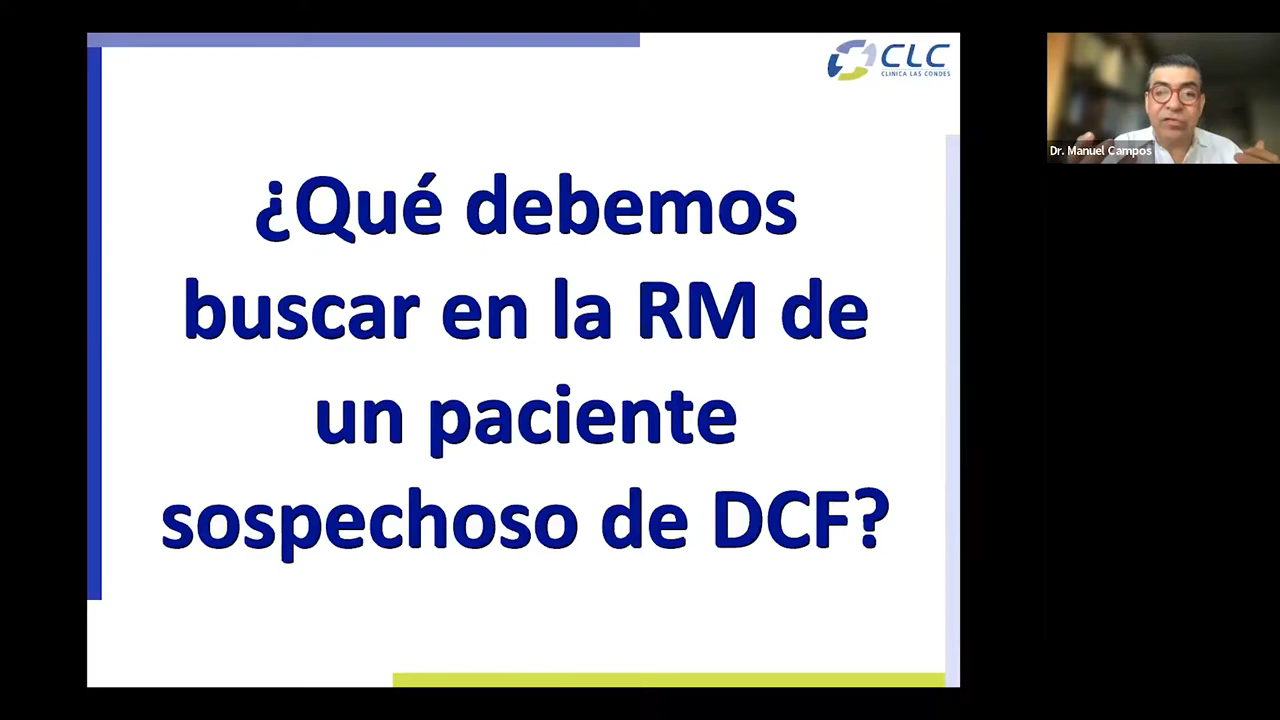 CLC
CLINICA LAS CONDES
¿Qué debemos
buscar en la RM de
un paciente
sospechoso de DCF?
Dr. Manuel Campos